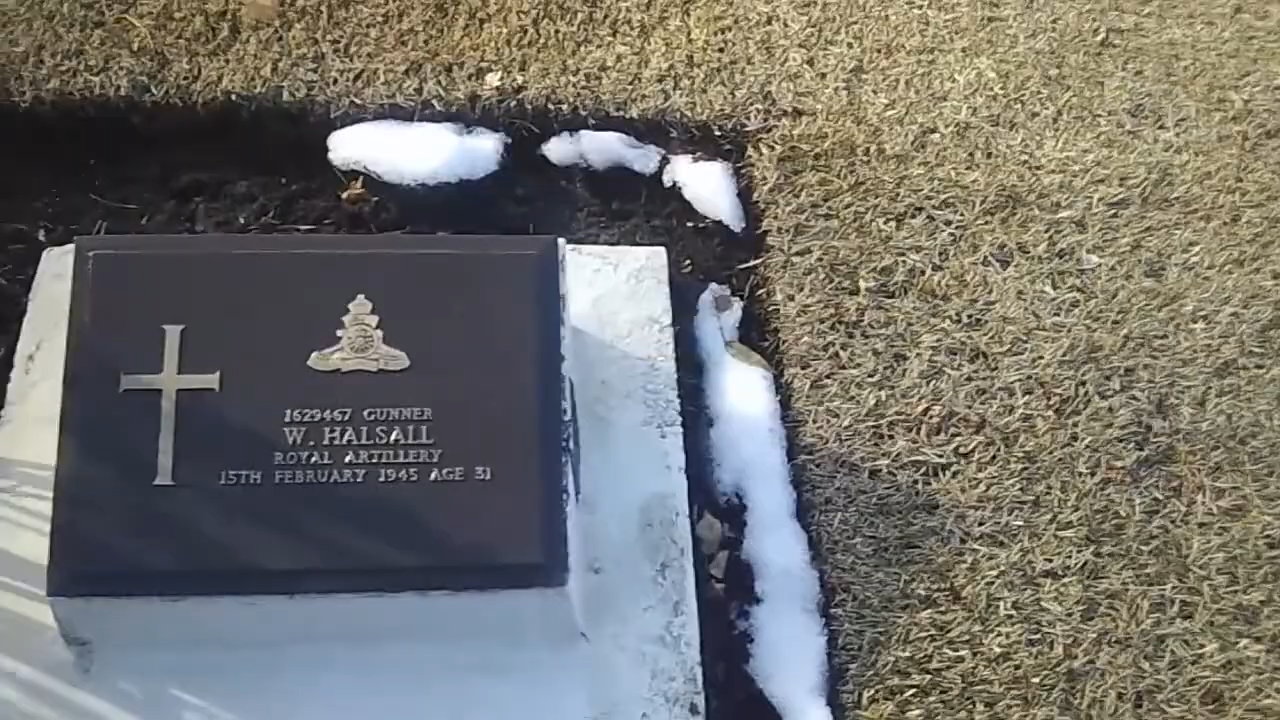 1629467 GUNNER
W. HALSALL
ROYAL ARTILLERY
15TH FEBRUARY 1945 AGE 31